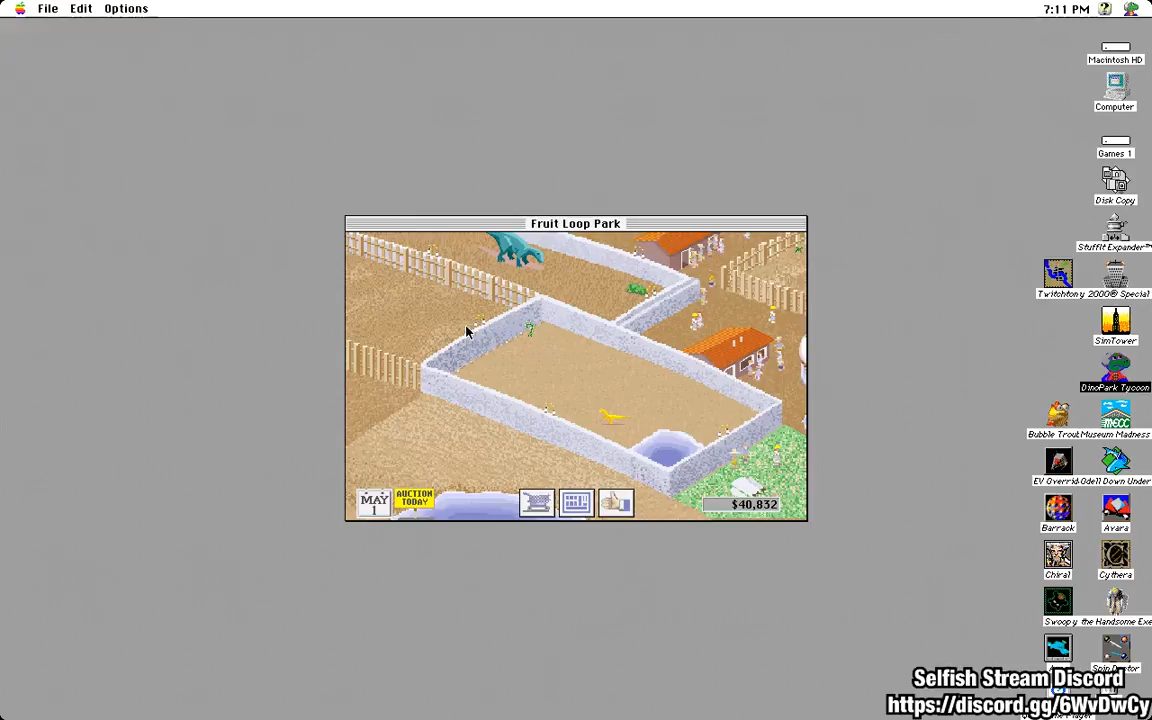 File Edit Options
7:11 PM
Macintosh HD
Computer
Games 1
Disk Copy
StuffIt Expander™
Twitchtony 2000® Special
SimTower
DinoPark Tycoon
Bubble Trou
Museum Madness
EV Overrid
Odell Down Under
Barrack
Avara
Chiral
Cythera
Swoopy the Handsome Exe
Fruit Loop Park
MAY
1
AUCTION
TODAY
$40,832
Selfish Stream Discord
https://discord.gg/6WvDwCy